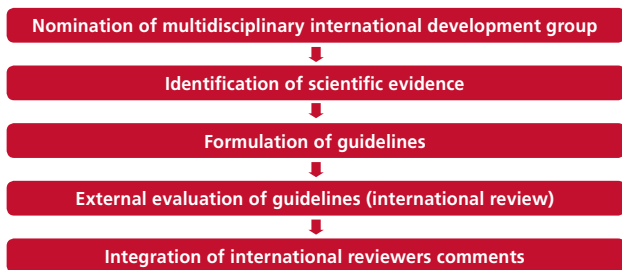 Nomination of multidisciplinary international development group
Identification of scientific evidence
Formulation of guidelines
External evaluation of guidelines (international review)
Integration of international reviewers comments